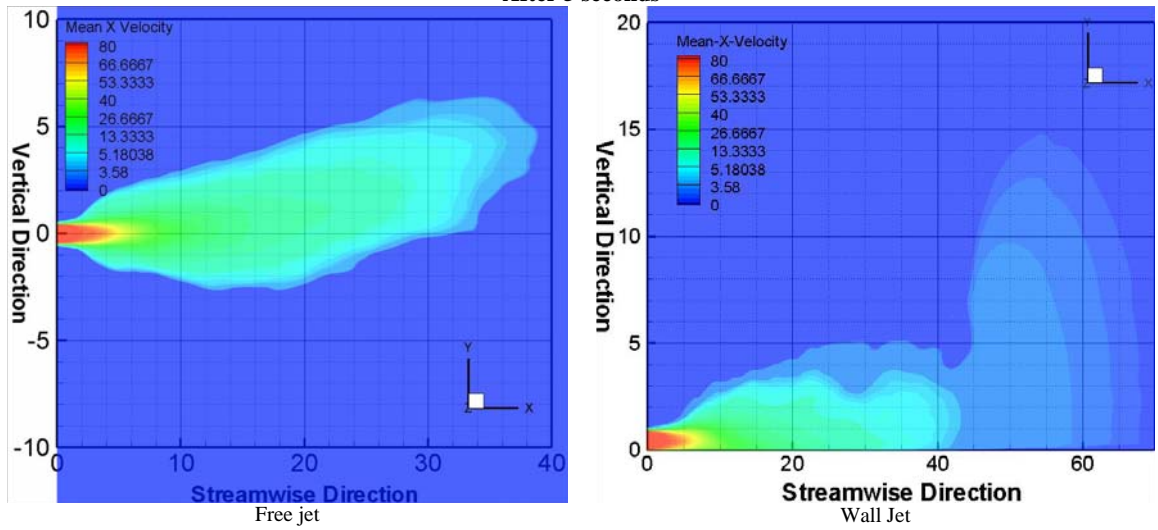 After 5 seconds
10
5
0
-5
-10
Vertical Direction
Mean X Velocity
80
66.6667
53.3333
40
26.6667
13.3333
5.18038
3.58
0
Y
Z
X
0
10
20
30
40
Streamwise Direction
Free jet
20
15
10
5
0
Vertical Direction
Mean-X-Velocity
80
66.6667
53.3333
40
26.6667
13.3333
5.18038
3.58
0
Y
Z
X
0
20
40
60
Streamwise Direction
Wall Jet